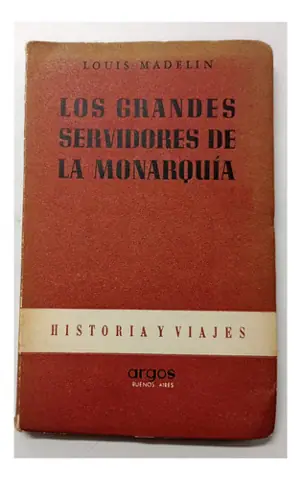 LOUIS MADELIN
LOS GRANDES
SERVIDORES DE
LA MONARQUÍA
HISTORIA Y VIAJES
argos
BUENOS AIRES